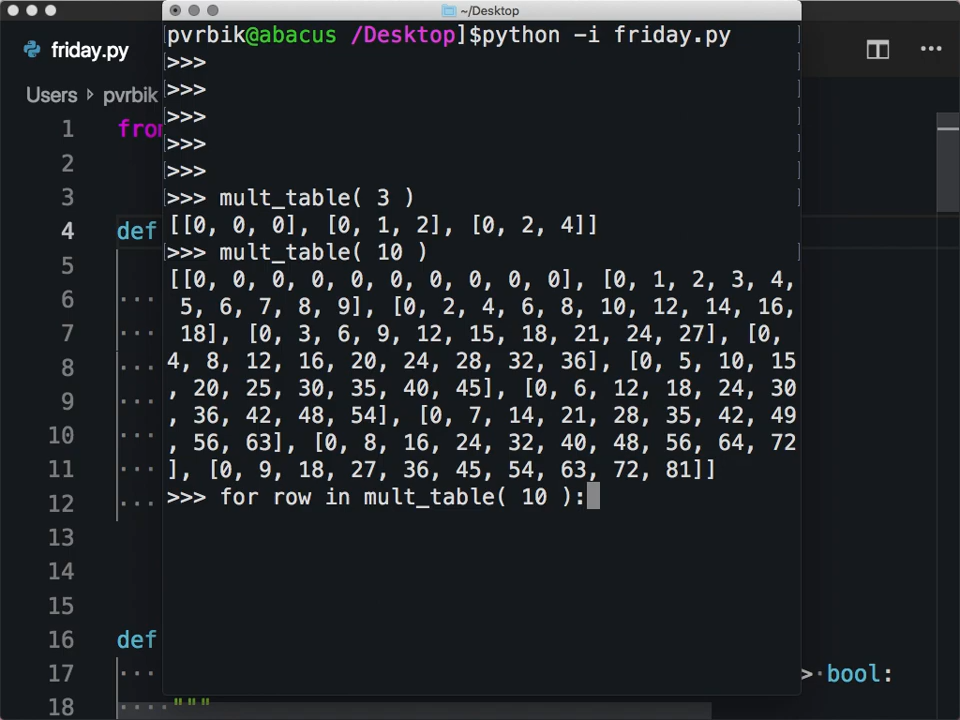 ~/Desktop
friday.py
pvrbik@abacus /Desktop]$python -i friday.py
Users pvrbik
>>>
>>>
>>>
>>>
>>>
>>> mult_table( 3 )
[[0, 0, 0], [0, 1, 2], [0, 2, 4]]
>>> mult_table( 10 )
[[0, 0, 0, 0, 0, 0, 0, 0, 0, 0], [0, 1, 2, 3, 4,
5, 6, 7, 8, 9], [0, 2, 4, 6, 8, 10, 12, 14, 16,
18], [0, 3, 6, 9, 12, 15, 18, 21, 24, 27], [0,
4, 8, 12, 16, 20, 24, 28, 32, 36], [0, 5, 10, 15
, 20, 25, 30, 35, 40, 45], [0, 6, 12, 18, 24, 30
, 36, 42, 48, 54], [0, 7, 14, 21, 28, 35, 42, 49
, 56, 63], [0, 8, 16, 24, 32, 40, 48, 56, 64, 72
], [0, 9, 18, 27, 36, 45, 54, 63, 72, 81]]
>>> for row in mult_table( 10 ):
1 from
2
3
4 def
5
6
7
8
9
10
11
12
13
14
15
16 def
17 > bool:
18 """